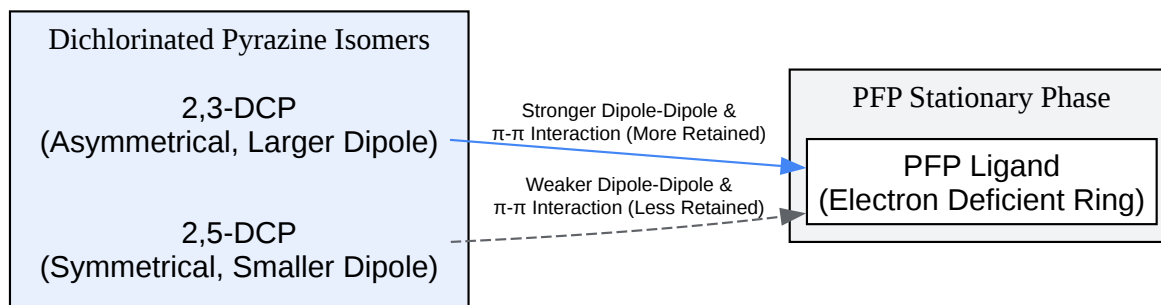 Dichlorinated Pyrazine Isomers
2,3-DCP
(Asymmetrical, Larger Dipole)
2,5-DCP
(Symmetrical, Smaller Dipole)
Stronger Dipole-Dipole &
π-π Interaction (More Retained)
Weaker Dipole-Dipole &
π-π Interaction (Less Retained)
PFP Stationary Phase
PFP Ligand
(Electron Deficient Ring)